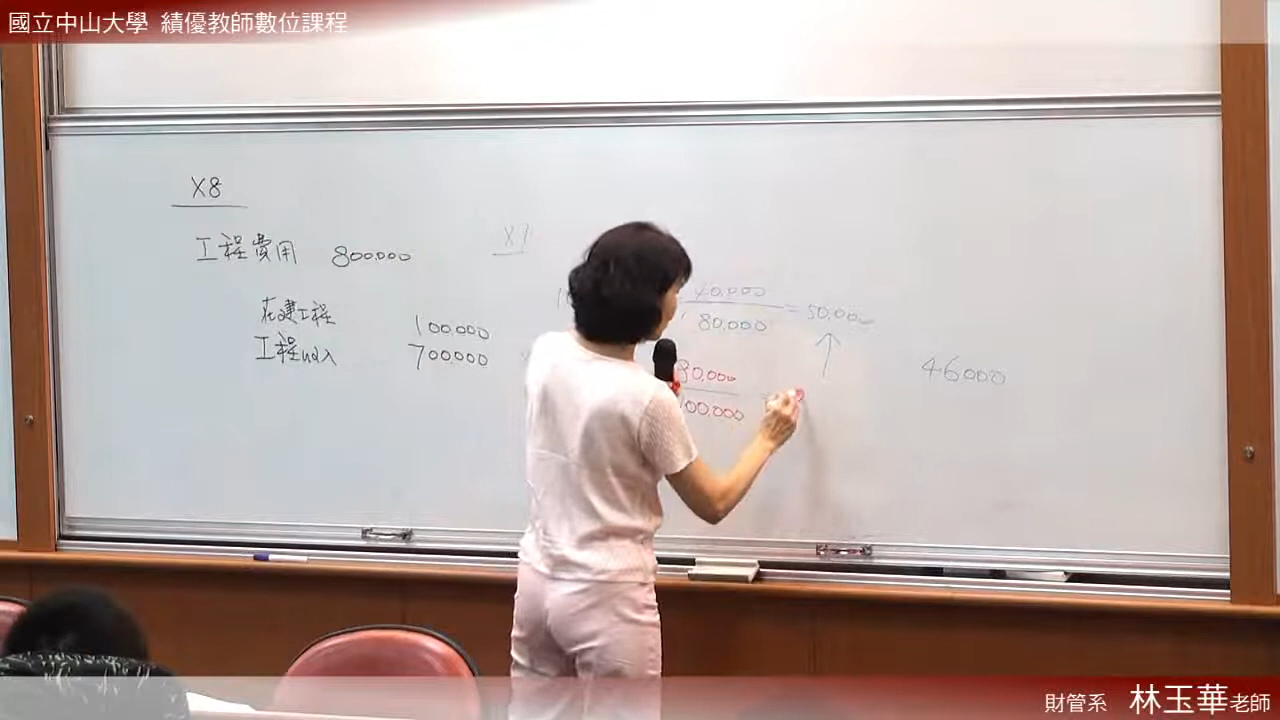 國立中山大學 績優教師數位課程
X8
工程費用 800.000
X7
在建工程 100.000
工程收入 700.000
40.000
80.000
= 50.000
↑
46000
80.000
100.000
財管系 林玉華老師